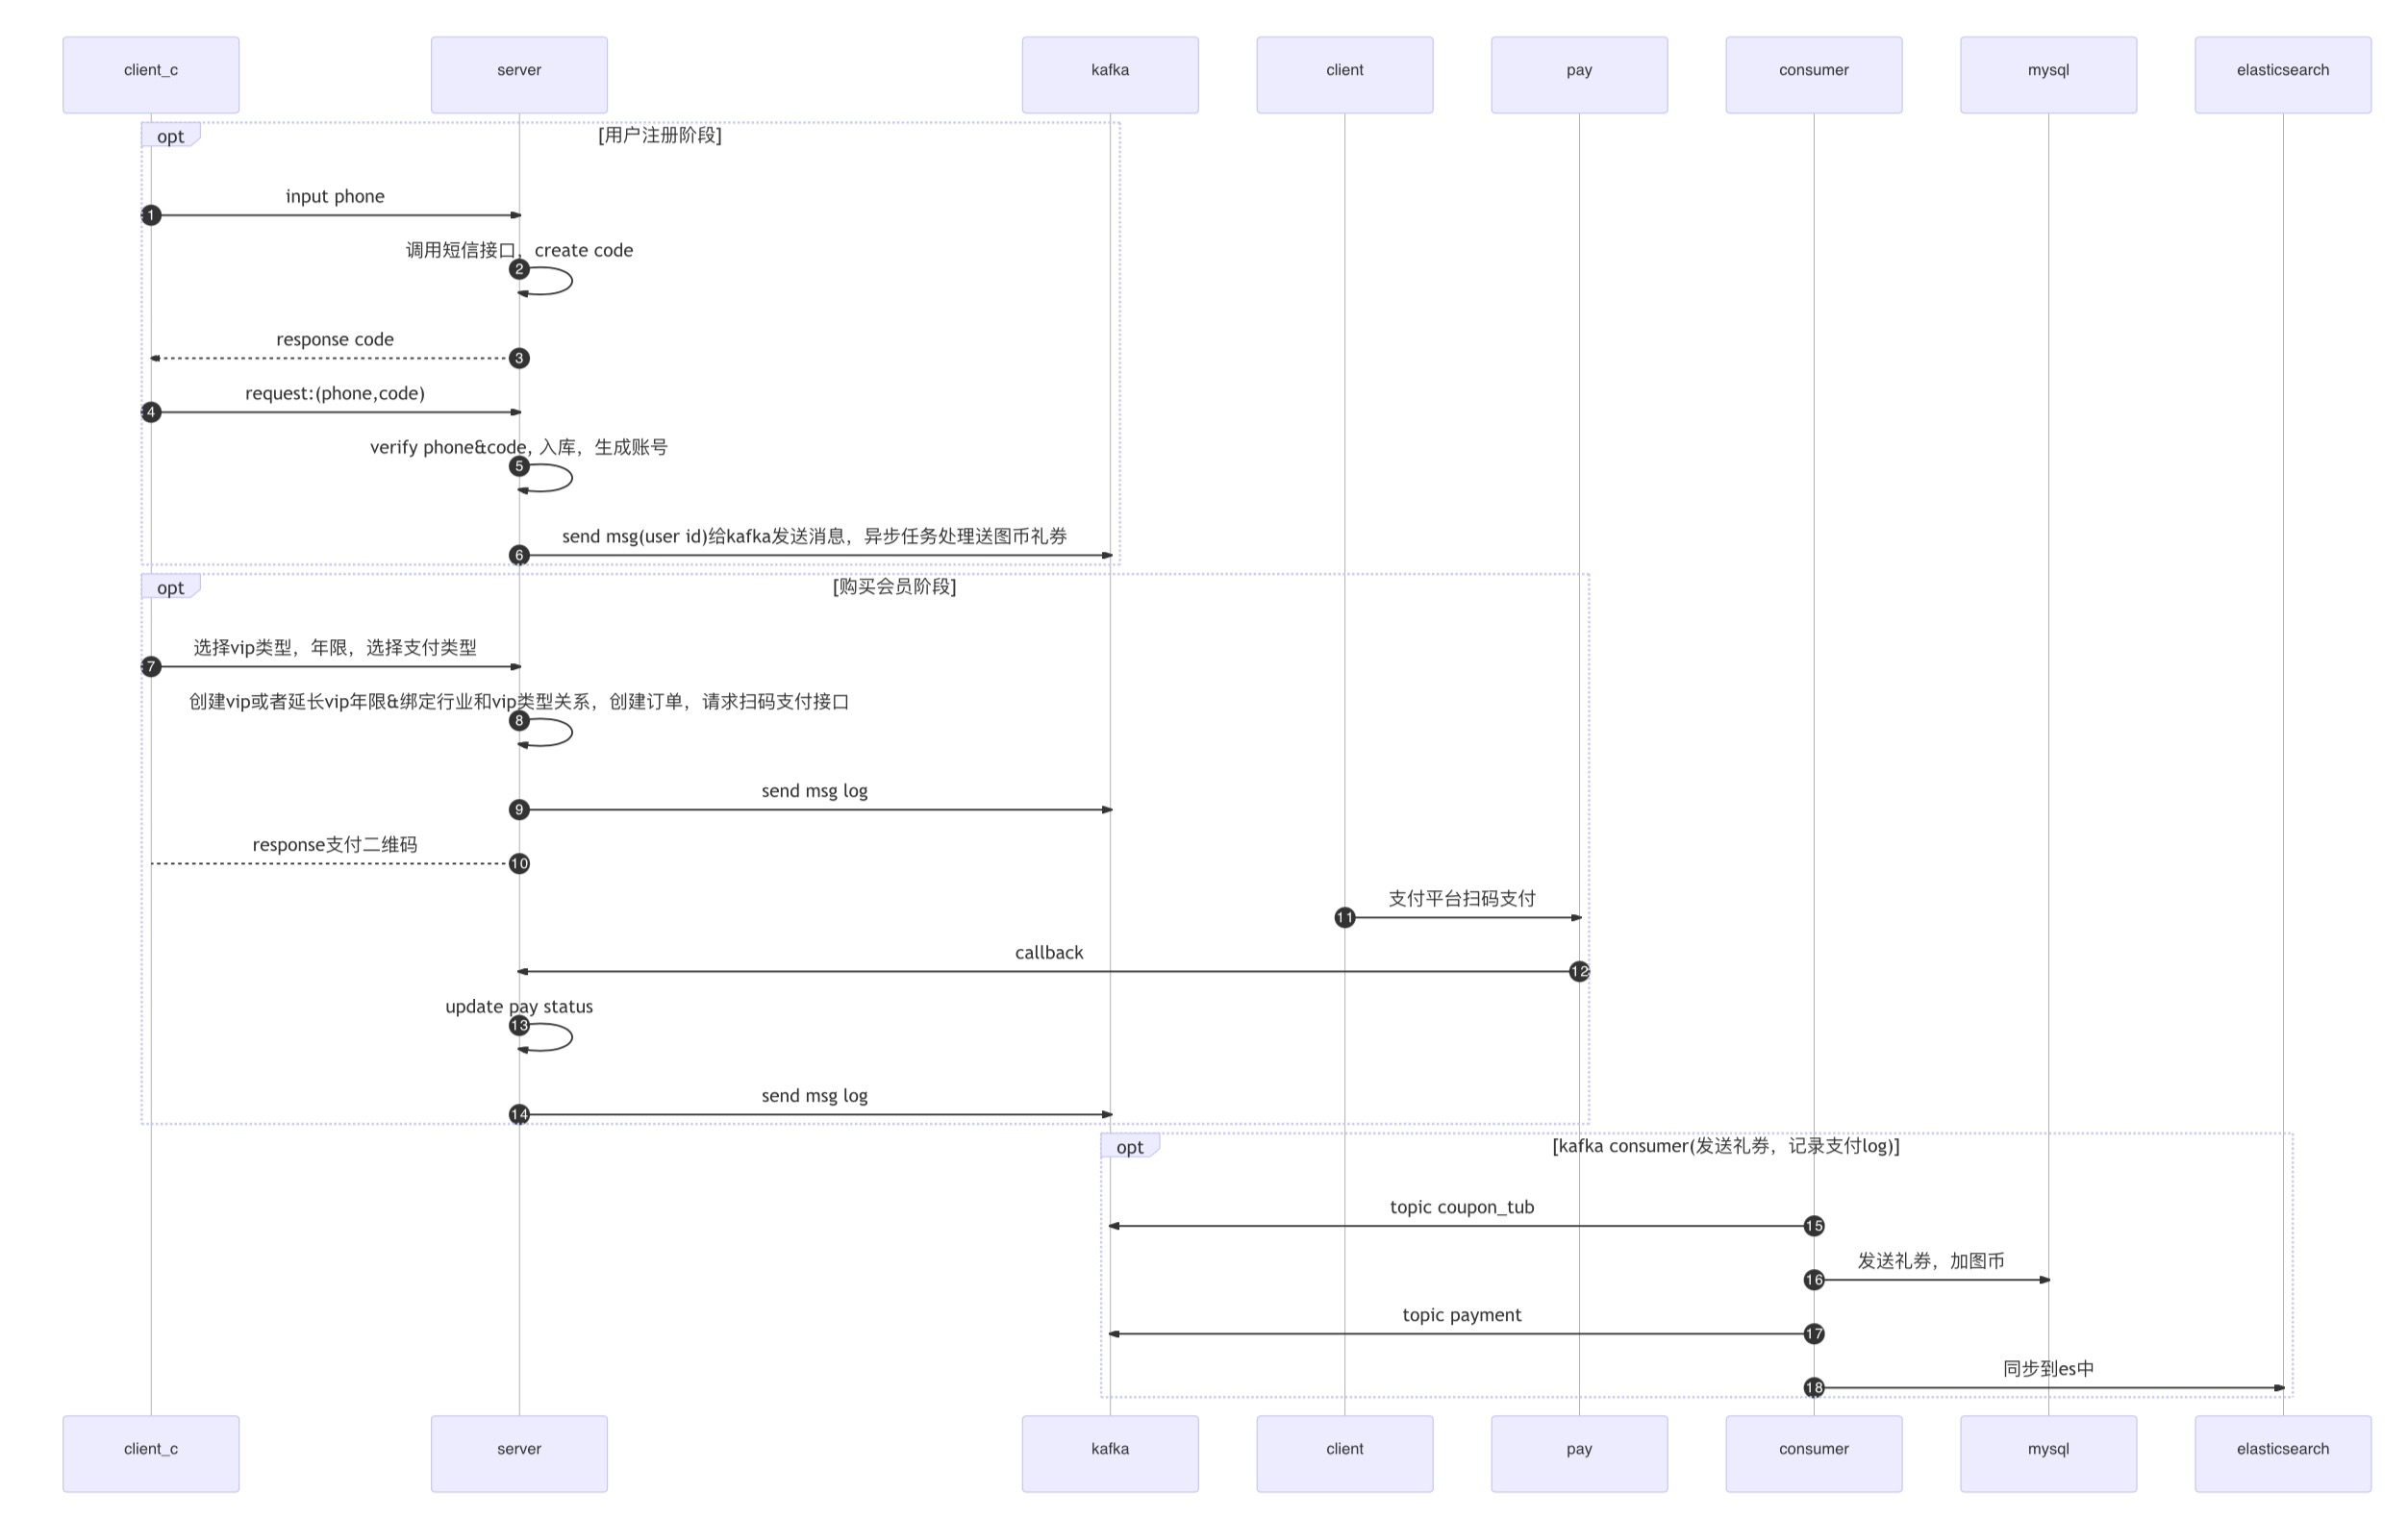 client_c
server
kafka
client
pay
consumer
mysql
elasticsearch
opt
[用户注册阶段]
input phone
1
调用短信接口，create code
2
response code
3
request:(phone,code)
4
verify phone&code, 入库，生成账号
5
send msg(user id)给kafka发送消息，异步任务处理送图币礼券
6
opt
[购买会员阶段]
选择vip类型，年限，选择支付类型
7
创建vip或者延长vip年限&绑定行业和vip类型关系，创建订单，请求扫码支付接口
8
send msg log
9
response支付二维码
10
支付平台扫码支付
11
callback
12
update pay status
13
send msg log
14
opt
[kafka consumer(发送礼券，记录支付log)]
topic coupon_tub
15
发送礼券，加图币
16
topic payment
17
同步到es中
18
client_c
server
kafka
client
pay
consumer
mysql
elasticsearch